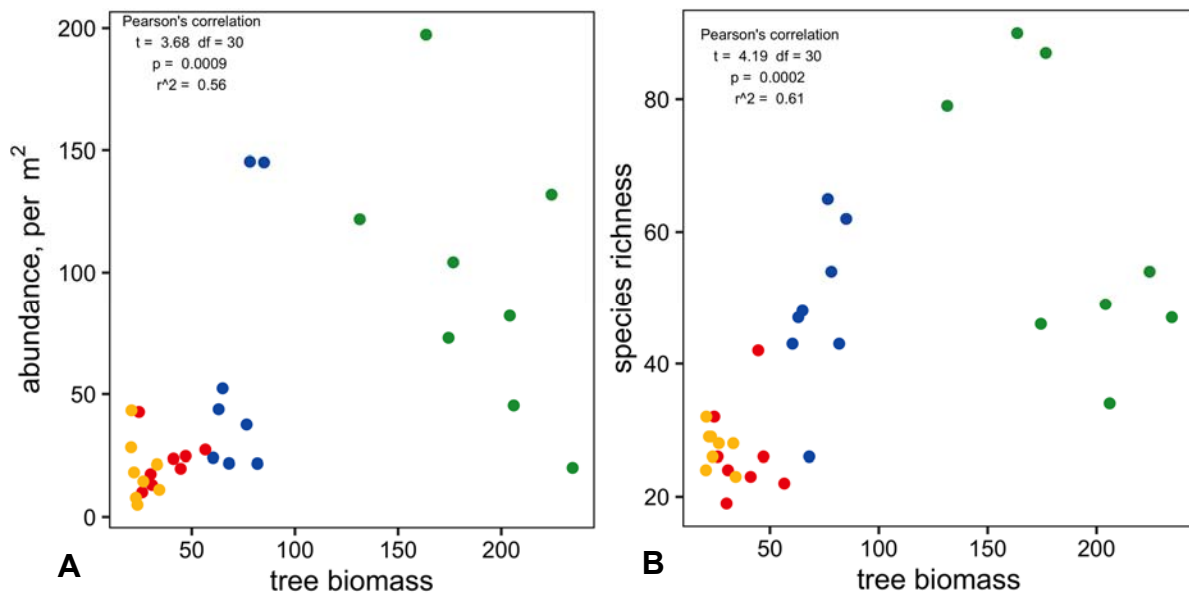 Pearson's correlation
t = 3.68 df = 30
p = 0.0009
r^2 = 0.56
200
150
100
50
0
abundance, per m²
50 100 150 200
tree biomass
A
Pearson's correlation
t = 4.19 df = 30
p = 0.0002
r^2 = 0.61
80
60
40
20
species richness
50 100 150 200
tree biomass
B